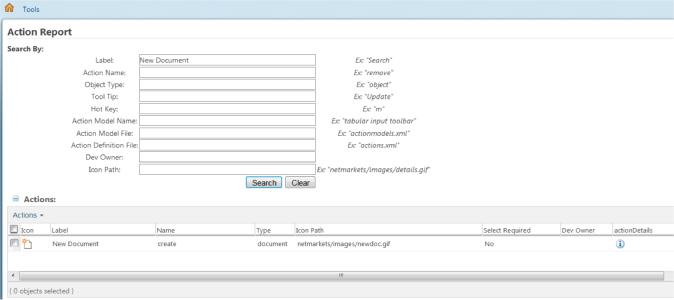 Tools
Action Report
Search By:
Label: New Document Ex: "Search"
Action Name: Ex: "remove"
Object Type: Ex: "object"
Tool Tip: Ex: "Update"
Hot Key: Ex: "m"
Action Model Name: Ex: "tabular input toolbar"
Action Model File: Ex: "actionmodels.xml"
Action Definition File: Ex: "actions.xml"
Dev Owner:
Icon Path: Ex: "netmarkets/images/details.gif"
Search Clear
Actions:
Actions
Icon Label Name Type Icon Path Select Required Dev Owner actionDetails
New Document create document netmarkets/images/newdoc.gif No
( 0 objects selected )